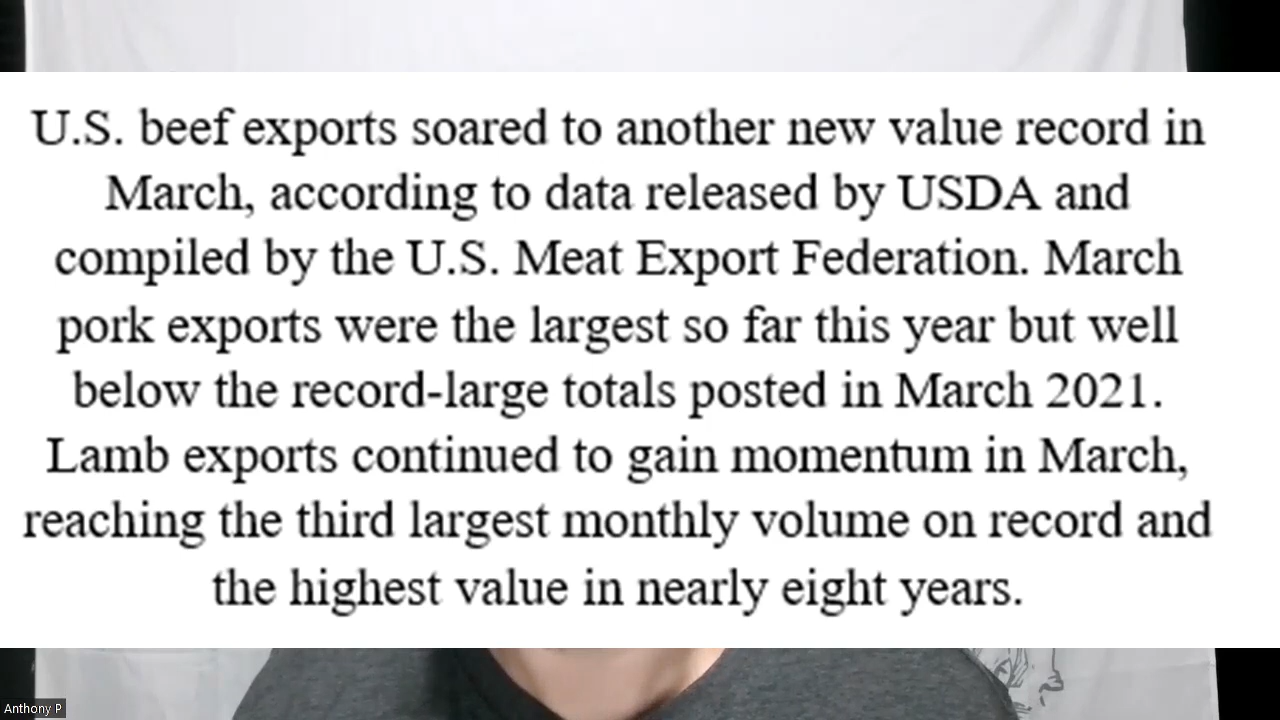 U.S. beef exports soared to another new value record in
March, according to data released by USDA and
compiled by the U.S. Meat Export Federation. March
pork exports were the largest so far this year but well
below the record-large totals posted in March 2021.
Lamb exports continued to gain momentum in March,
reaching the third largest monthly volume on record and
the highest value in nearly eight years.
Anthony P